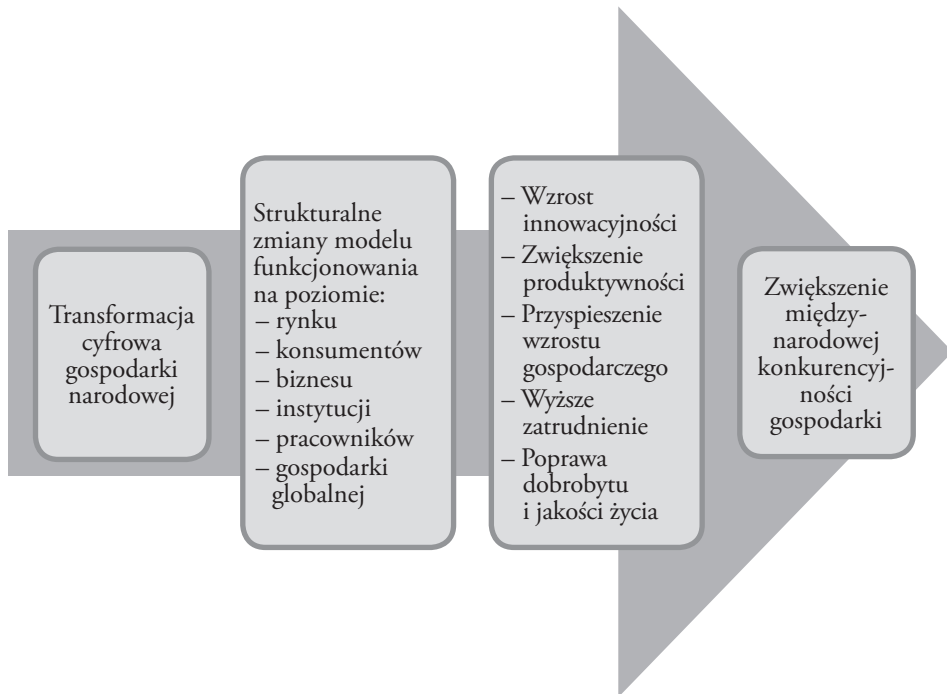 Transformacja
cyfrowa
gospodarki
narodowej
Strukturalne
zmiany modelu
funkcjonowania
na poziomie:
– rynku
– konsumentów
– biznesu
– instytucji
– pracowników
– gospodarki
globalnej
– Wzrost
innowacyjności
– Zwiększenie
produktywności
– Przyspieszenie
wzrostu
gospodarczego
– Wyższe
zatrudnienie
– Poprawa
dobrobytu
i jakości życia
Zwiększenie
między-
narodowej
konkurencyj-
ności
gospodarki